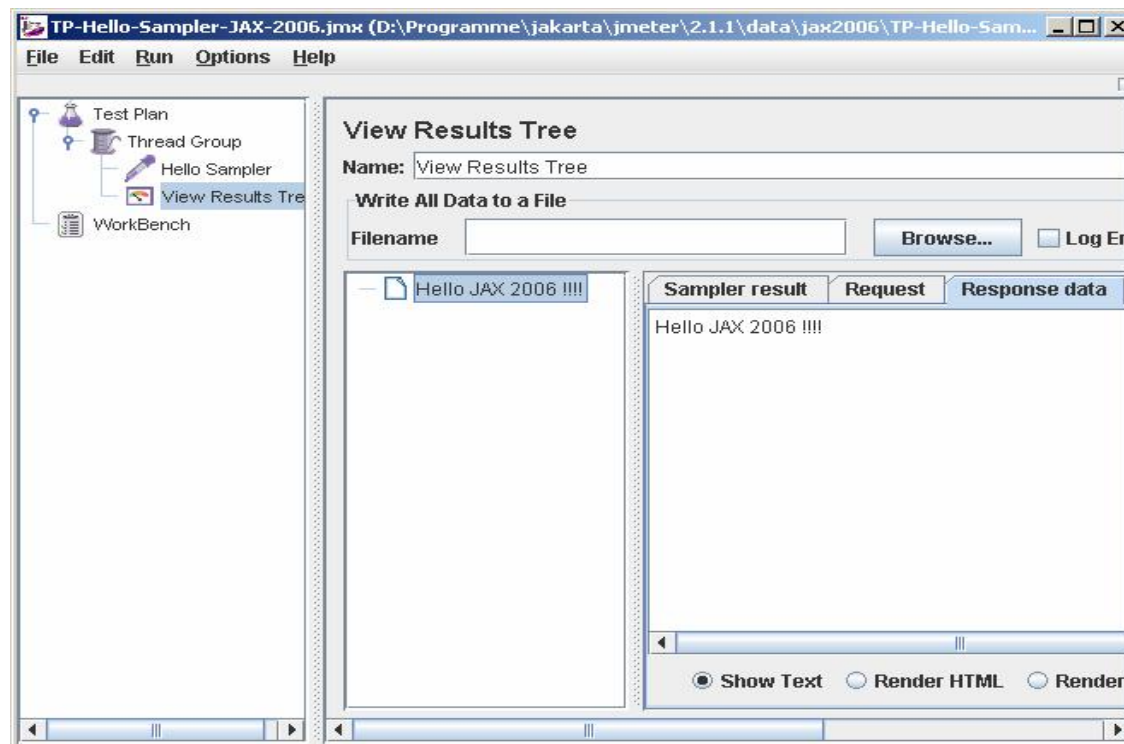 TP-Hello-Sampler-JAX-2006.jmx (D:\Programme\jakarta\jmeter\2.1.1\data\jax2006\TP-Hello-Sam...
File Edit Run Options Help
Test Plan
Thread Group
Hello Sampler
View Results Tre
WorkBench
View Results Tree
Name: View Results Tree
Write All Data to a File
Filename Browse... Log Er
Hello JAX 2006 !!!!
Sampler result Request Response data
Hello JAX 2006 !!!!
Show Text Render HTML Render